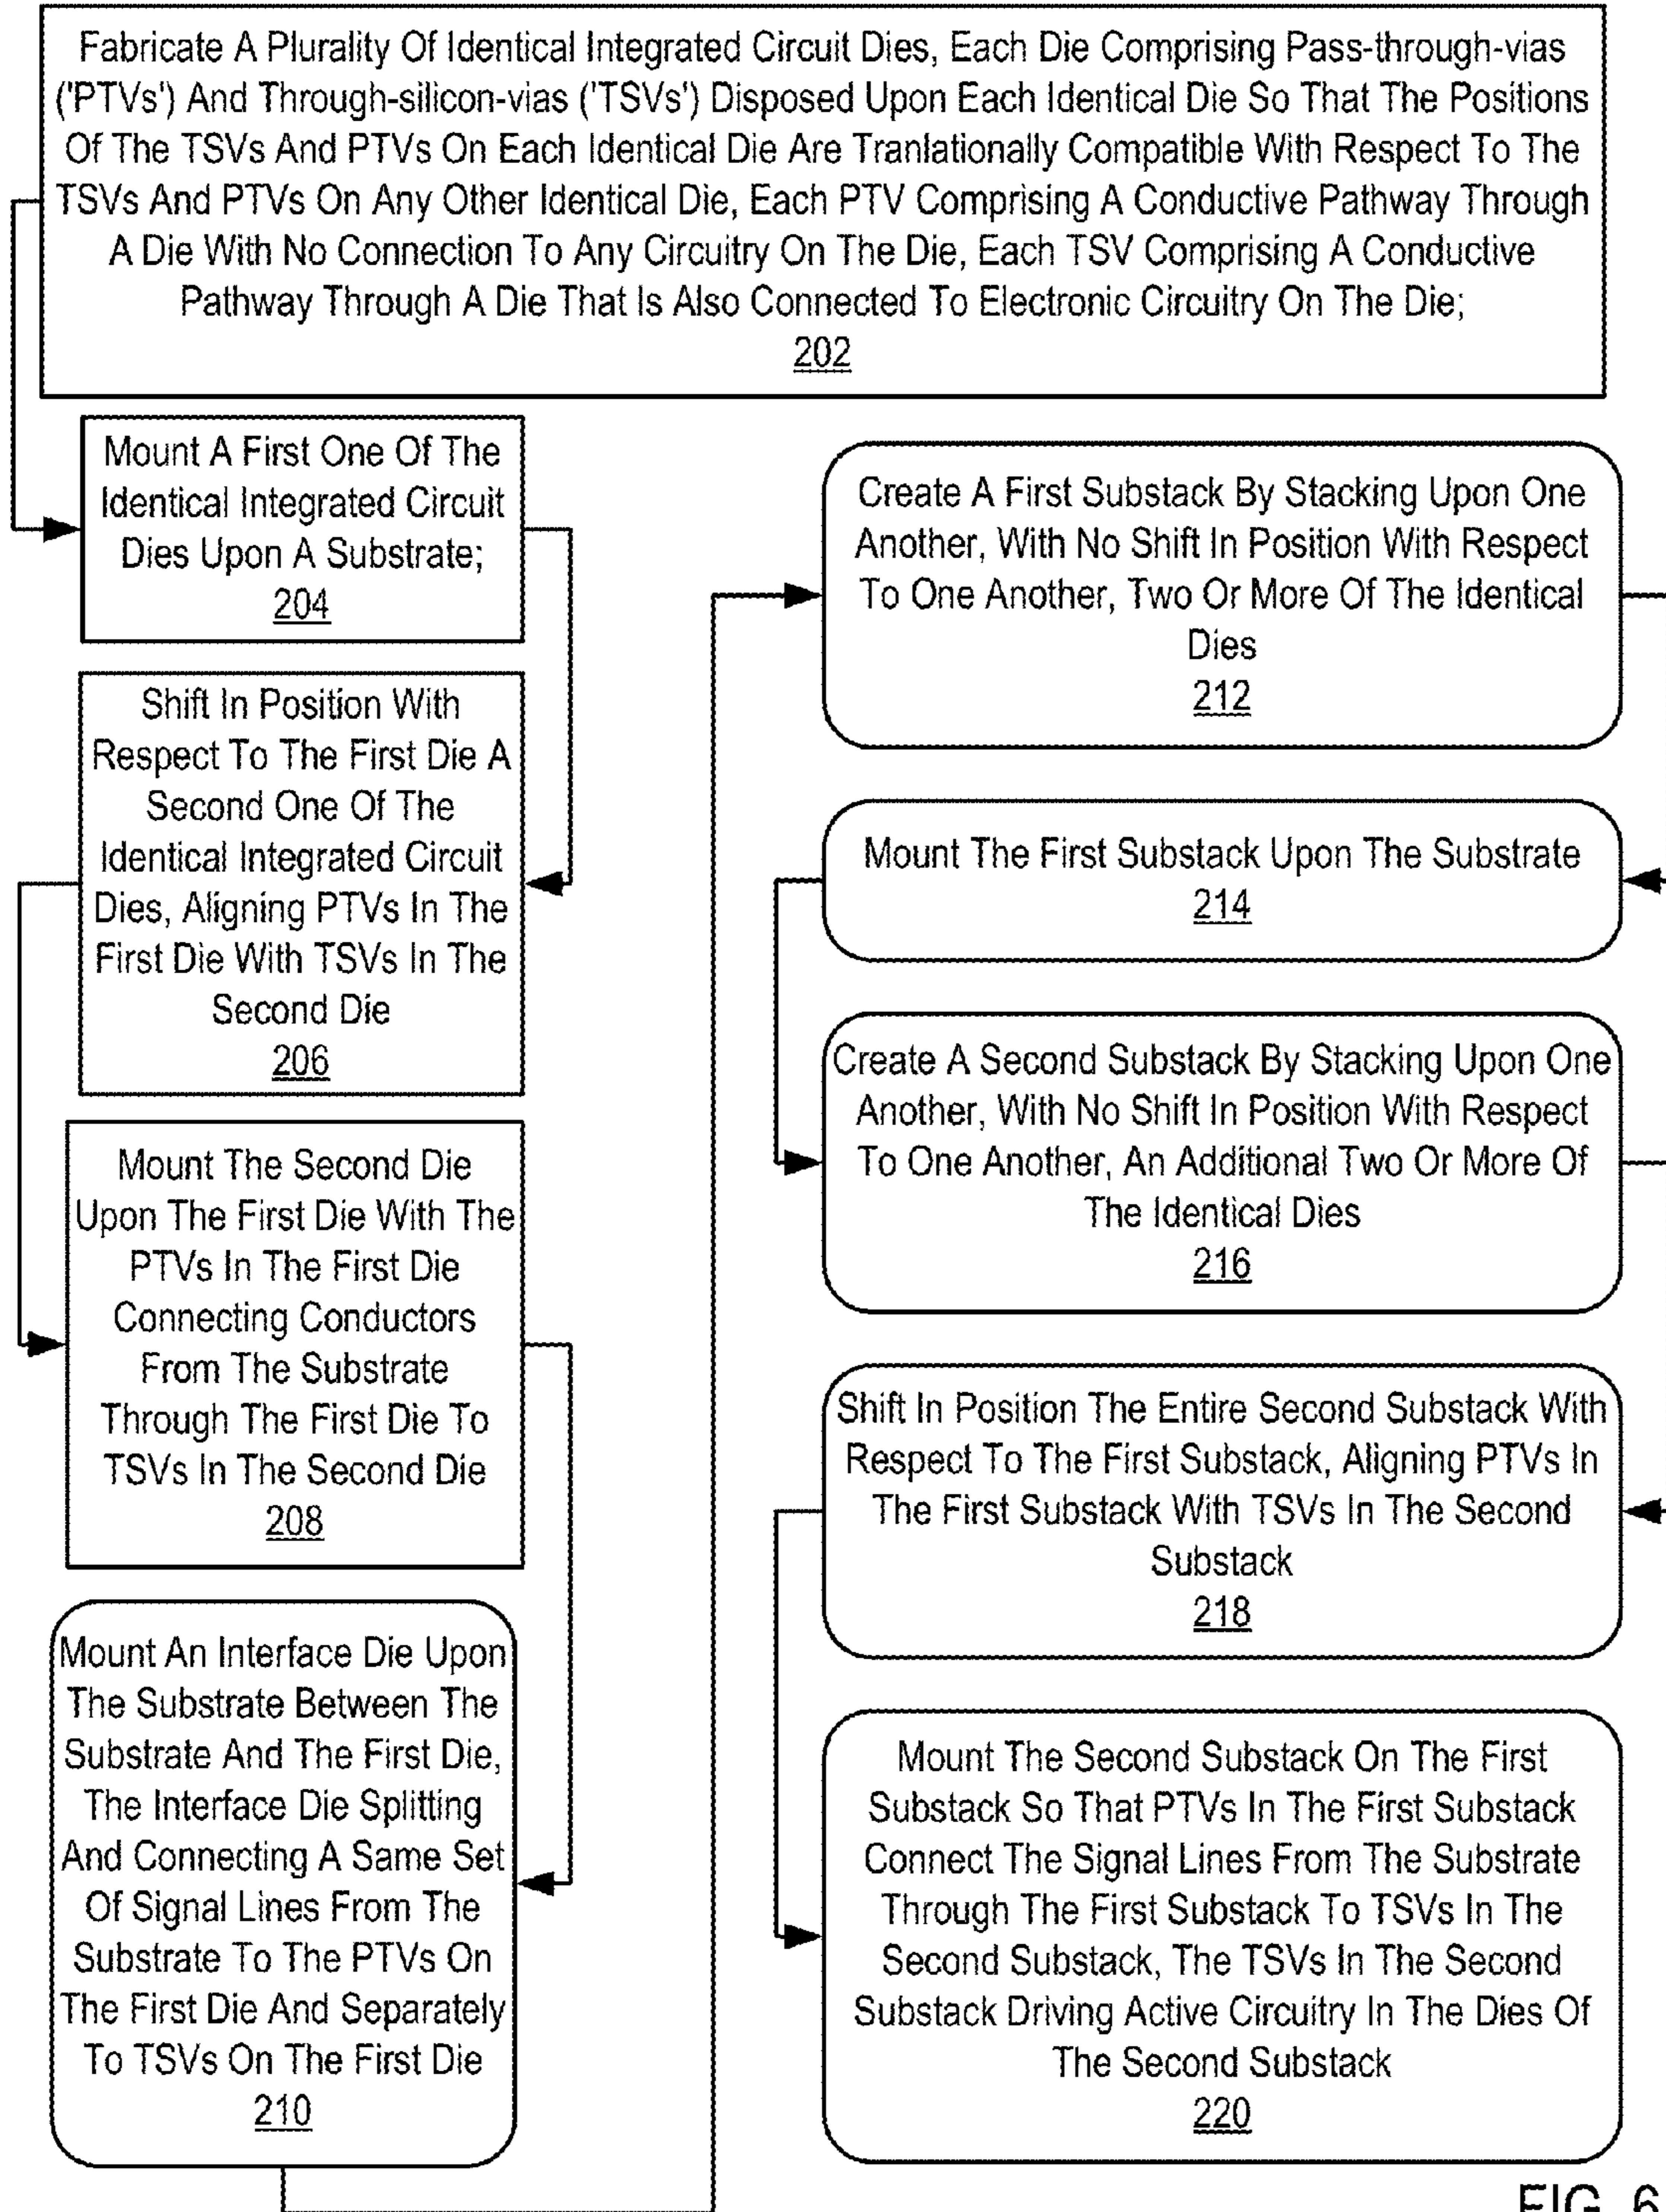 Fabricate A Plurality Of Identical Integrated Circuit Dies, Each Die Comprising Pass-through-vias
('PTVs') And Through-silicon-vias ('TSVs') Disposed Upon Each Identical Die So That The Positions
Of The TSVs And PTVs On Each Identical Die Are Tranlationally Compatible With Respect To The
TSVs And PTVs On Any Other Identical Die, Each PTV Comprising A Conductive Pathway Through
A Die With No Connection To Any Circuitry On The Die, Each TSV Comprising A Conductive
Pathway Through A Die That Is Also Connected To Electronic Circuitry On The Die;
202
Mount A First One Of The
Identical Integrated Circuit
Dies Upon A Substrate;
204
Shift In Position With
Respect To The First Die A
Second One Of The
Identical Integrated Circuit
Dies, Aligning PTVs In The
First Die With TSVs In The
Second Die
206
Mount The Second Die
Upon The First Die With The
PTVs In The First Die
Connecting Conductors
From The Substrate
Through The First Die To
TSVs In The Second Die
208
Mount An Interface Die Upon
The Substrate Between The
Substrate And The First Die,
The Interface Die Splitting
And Connecting A Same Set
Of Signal Lines From The
Substrate To The PTVs On
The First Die And Separately
To TSVs On The First Die
210
Create A First Substack By Stacking Upon One
Another, With No Shift In Position With Respect
To One Another, Two Or More Of The Identical
Dies
212
Mount The First Substack Upon The Substrate
214
Create A Second Substack By Stacking Upon One
Another, With No Shift In Position With Respect
To One Another, An Additional Two Or More Of
The Identical Dies
216
Shift In Position The Entire Second Substack With
Respect To The First Substack, Aligning PTVs In
The First Substack With TSVs In The Second
Substack
218
Mount The Second Substack On The First
Substack So That PTVs In The First Substack
Connect The Signal Lines From The Substrate
Through The First Substack To TSVs In The
Second Substack, The TSVs In The Second
Substack Driving Active Circuitry In The Dies Of
The Second Substack
220
FIG. 6